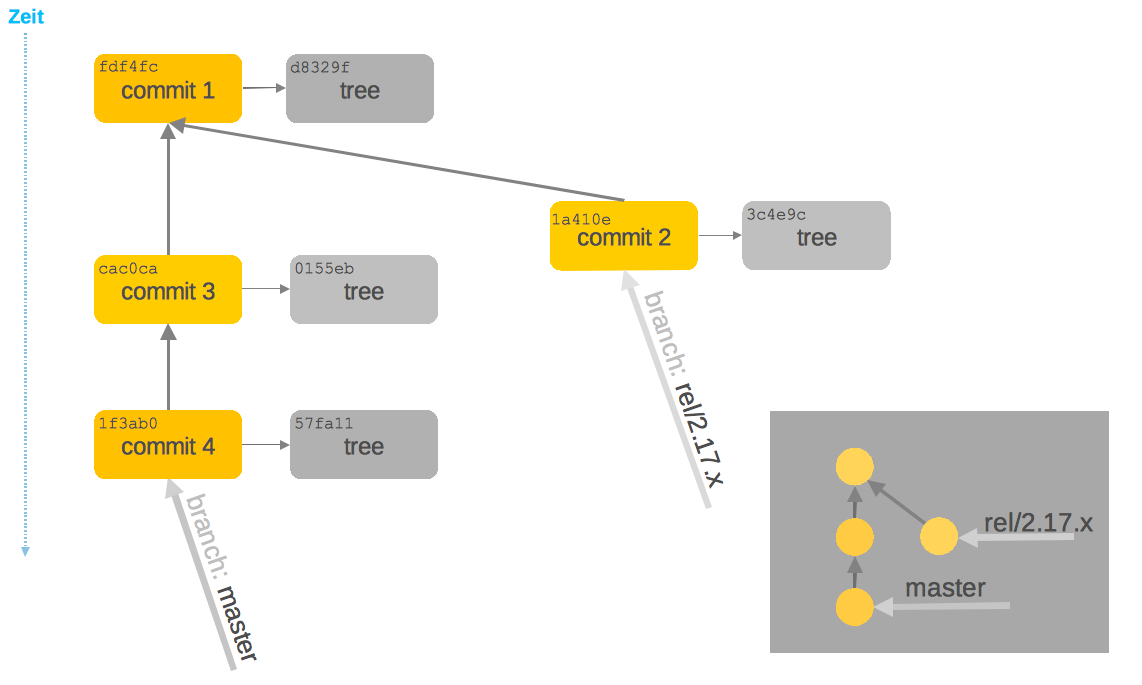 Zeit
fdf4fc
commit 1
d8329f
tree
1a410e
commit 2
3c4e9c
tree
cac0ca
commit 3
0155eb
tree
branch: rel/2.17.x
1f3ab0
commit 4
57fa11
tree
branch: master
rel/2.17.x
master